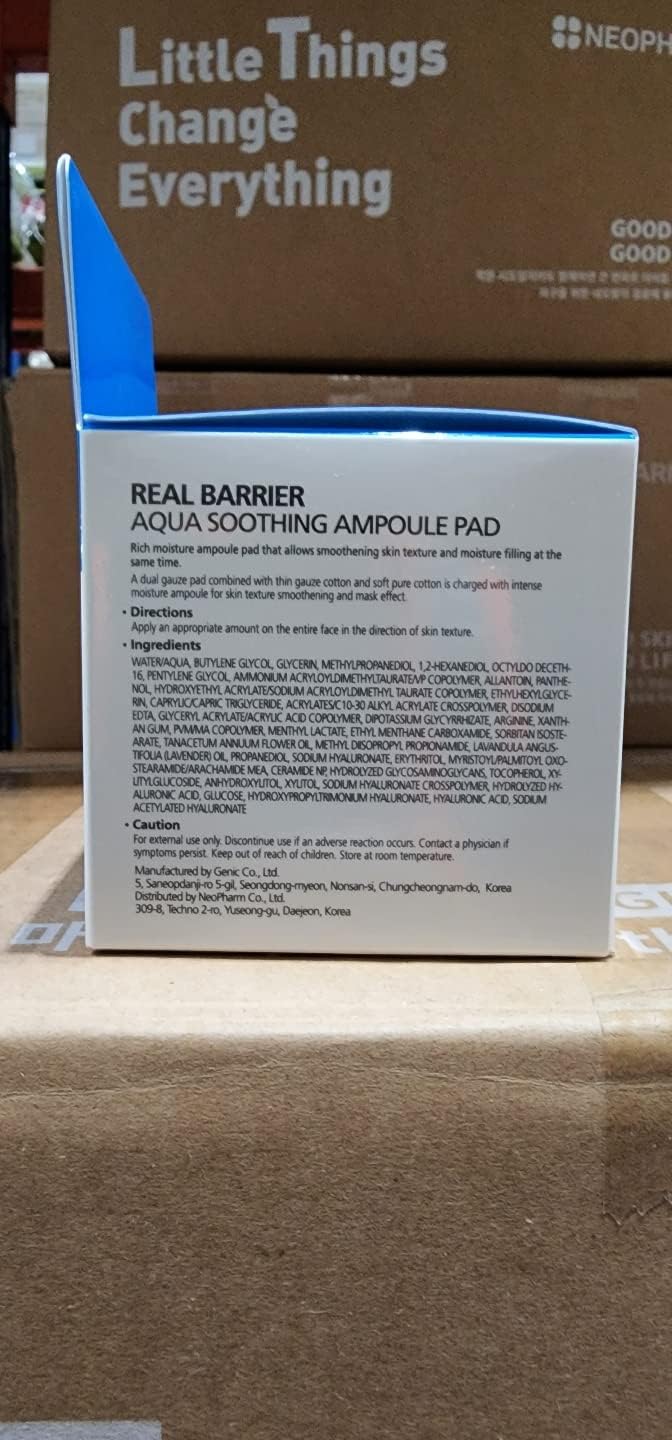 Little Things
NEOPH
Change
Everything
GOOD
GOOD
REAL BARRIER
AQUA SOOTHING AMPOULE PAD
Rich moisture ampoule pad that allows smoothening skin texture and moisture filling at the
same time.
A dual gauze pad combined with thin gauze cotton and soft pure cotton is charged with intense
moisture ampoule for skin texture smoothening and mask effect.
• Directions
Apply an appropriate amount on the entire face in the direction of skin texture.
• Ingredients
WATER/AQUA, BUTYLENE GLYCOL, GLYCERIN, METHYLPROPANEDIOL, 1,2-HEXANEDIOL, OCTYLDO DECETH-
16, PENTYLENE GLYCOL, AMMONIUM ACRYLOYLDIMETHYLTAURATE/VP COPOLYMER, ALLANTOIN, PANTHE-
NOL, HYDROXYETHYL ACRYLATE/SODIUM ACRYLOYLDIMETHYL TAURATE COPOLYMER, ETHYLHEXYLGLYCE-
RIN, CAPRYLIC/CAPRIC TRIGLYCERIDE, ACRYLATES/C10-30 ALKYL ACRYLATE CROSSPOLYMER, DISODIUM
EDTA, GLYCERYL ACRYLATE/ACRYLIC ACID COPOLYMER, DIPOTASSIUM GLYCYRRHIZATE, ARGININE, XANTH-
AN GUM, PVM/MA COPOLYMER, MENTHYL LACTATE, ETHYL MENTHANE CARBOXAMIDE, SORBITAN ISOSTE-
ARATE, TANACETUM ANNUUM FLOWER OIL, METHYL DIISOPROPYL PROPIONAMIDE, LAVANDULA ANGUS-
TIFOLIA (LAVENDER) OIL, PROPANEDIOL, SODIUM HYALURONATE, ERYTHRITOL, MYRISTOYL/PALMITOYL OXO-
STEARAMIDE/ARACHAMIDE MEA, CERAMIDE NP, HYDROLYZED GLYCOSAMINOGLYCANS, TOCOPHEROL, XY-
LITYLGLUCOSIDE, ANHYDROXYLITOL, XYLITOL, SODIUM HYALURONATE CROSSPOLYMER, HYDROLYZED HY-
ALURONIC ACID, GLUCOSE, HYDROXYPROPYLTRIMONIUM HYALURONATE, HYALURONIC ACID, SODIUM
ACETYLATED HYALURONATE
• Caution
For external use only. Discontinue use if an adverse reaction occurs. Contact a physician if
symptoms persist. Keep out of reach of children. Store at room temperature.
Manufactured by Genic Co., Ltd.
5, Saneopdanji-ro 5-gil, Seongdong-myeon, Nonsan-si, Chungcheongnam-do, Korea
Distributed by NeoPharm Co., Ltd.
309-8, Techno 2-ro, Yuseong-gu, Daejeon, Korea